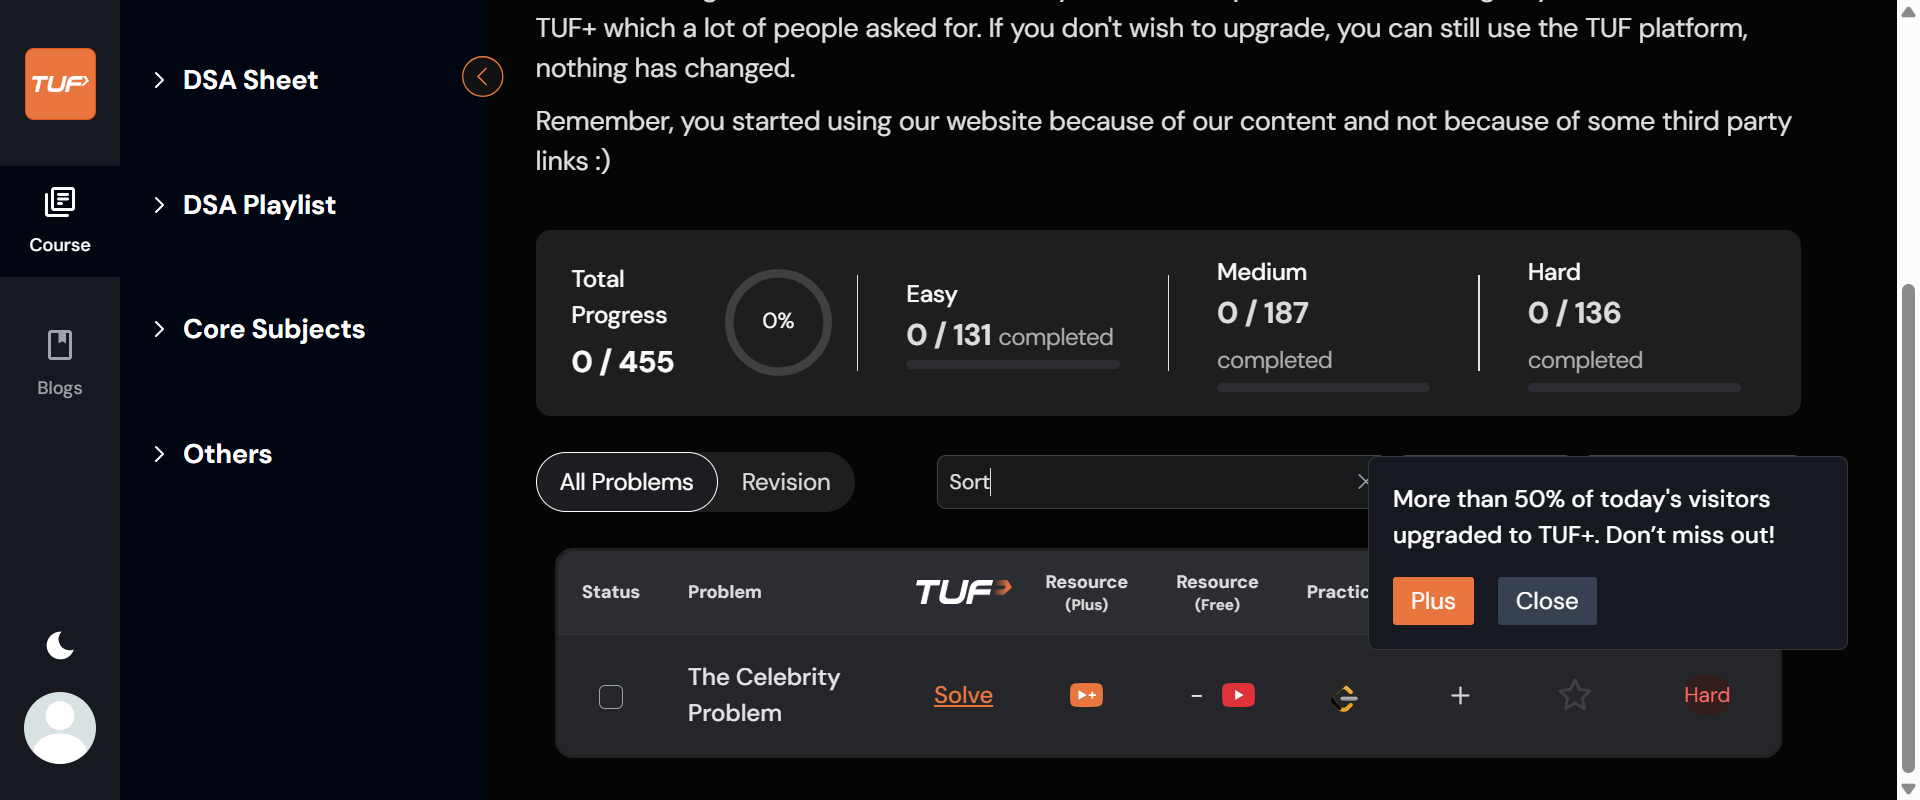 TUF
Course
Blogs
DSA Sheet
DSA Playlist
Core Subjects
Others
TUF+ which a lot of people asked for. If you don't wish to upgrade, you can still use the TUF platform,
nothing has changed.
Remember, you started using our website because of our content and not because of some third party
links :)
Total
Progress
0 / 455
0%
Easy
0 / 131 completed
Medium
0 / 187
completed
Hard
0 / 136
completed
All Problems
Revision
Sort
More than 50% of today's visitors
upgraded to TUF+. Don’t miss out!
Plus
Close
Status
Problem
TUF
Resource
(Plus)
Resource
(Free)
Practic
The Celebrity
Problem
Solve
-
+
Hard